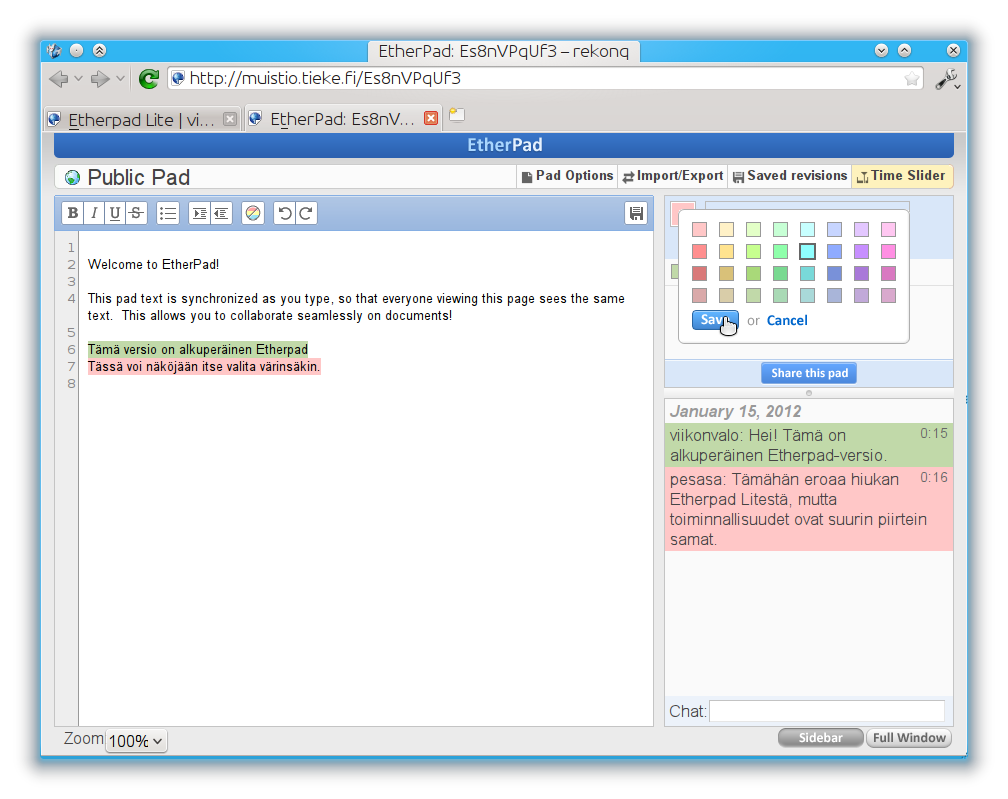 EtherPad: Es8nVPqUf3 – rekonq
http://muistio.tieke.fi/Es8nVPqUf3
Etherpad Lite | vi...
EtherPad: Es8nV...
EtherPad
Public Pad
Pad Options
Import/Export
Saved revisions
Time Slider
B I U S
1
2 Welcome to EtherPad!
3
4 This pad text is synchronized as you type, so that everyone viewing this page sees the same
text. This allows you to collaborate seamlessly on documents!
5
6 Tämä versio on alkuperäinen Etherpad
7 Tässä voi näköjään itse valita värinsäkin.
8
or Cancel
Share this pad
January 15, 2012
viikonvalo: Hei! Tämä on 0:15
alkuperäinen Etherpad-versio.
pesasa: Tämähän eroaa hiukan 0:16
Etherpad Litestä, mutta
toiminnallisuudet ovat suurin piirtein
samat.
Chat:
Zoom 100%
Sidebar
Full Window